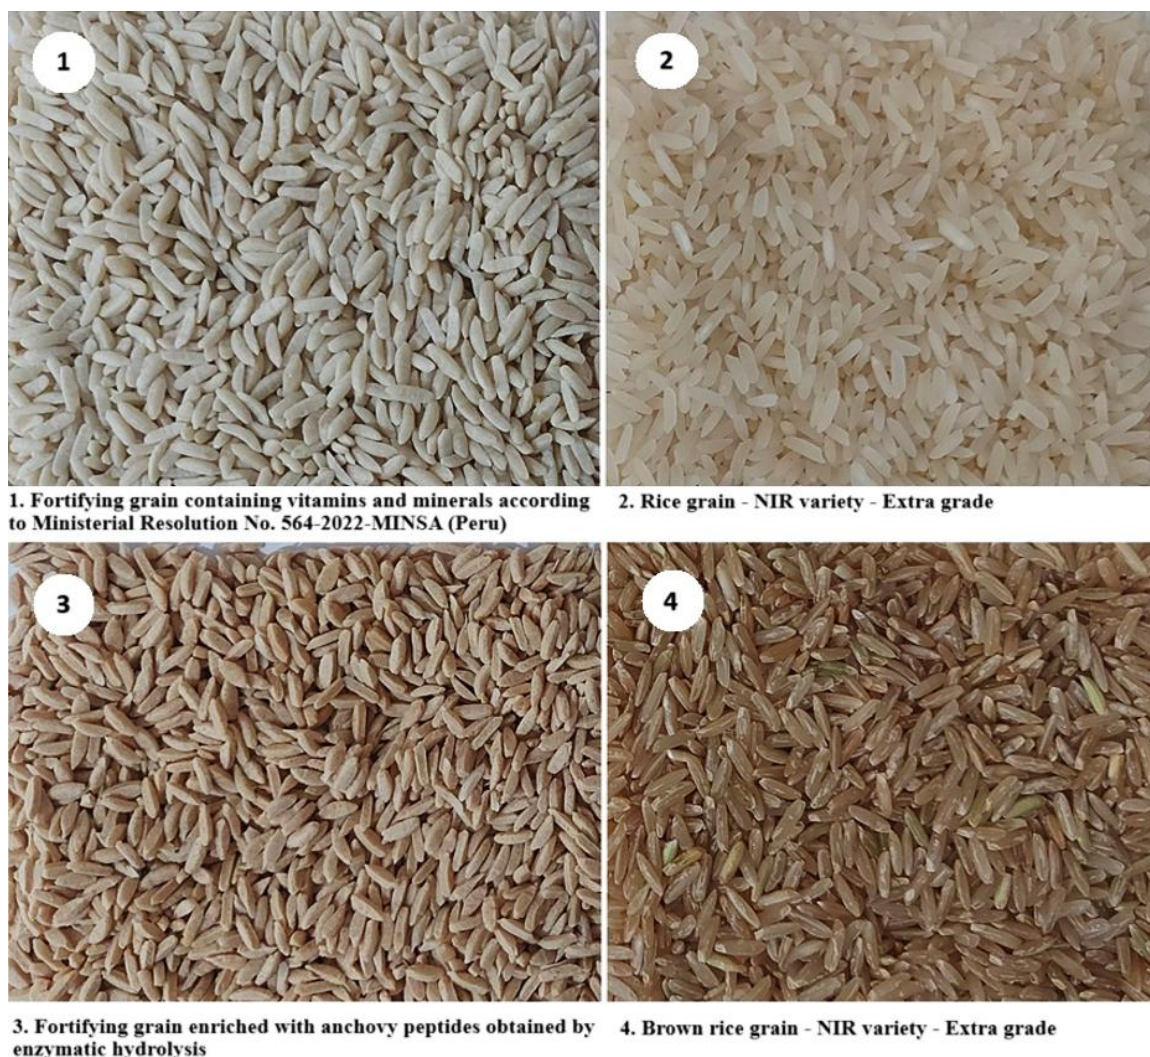 1
2
1. Fortifying grain containing vitamins and minerals according
to Ministerial Resolution No. 564-2022-MINSA (Peru)
2. Rice grain - NIR variety - Extra grade
3
4
3. Fortifying grain enriched with anchovy peptides obtained by
enzymatic hydrolysis
4. Brown rice grain - NIR variety - Extra grade